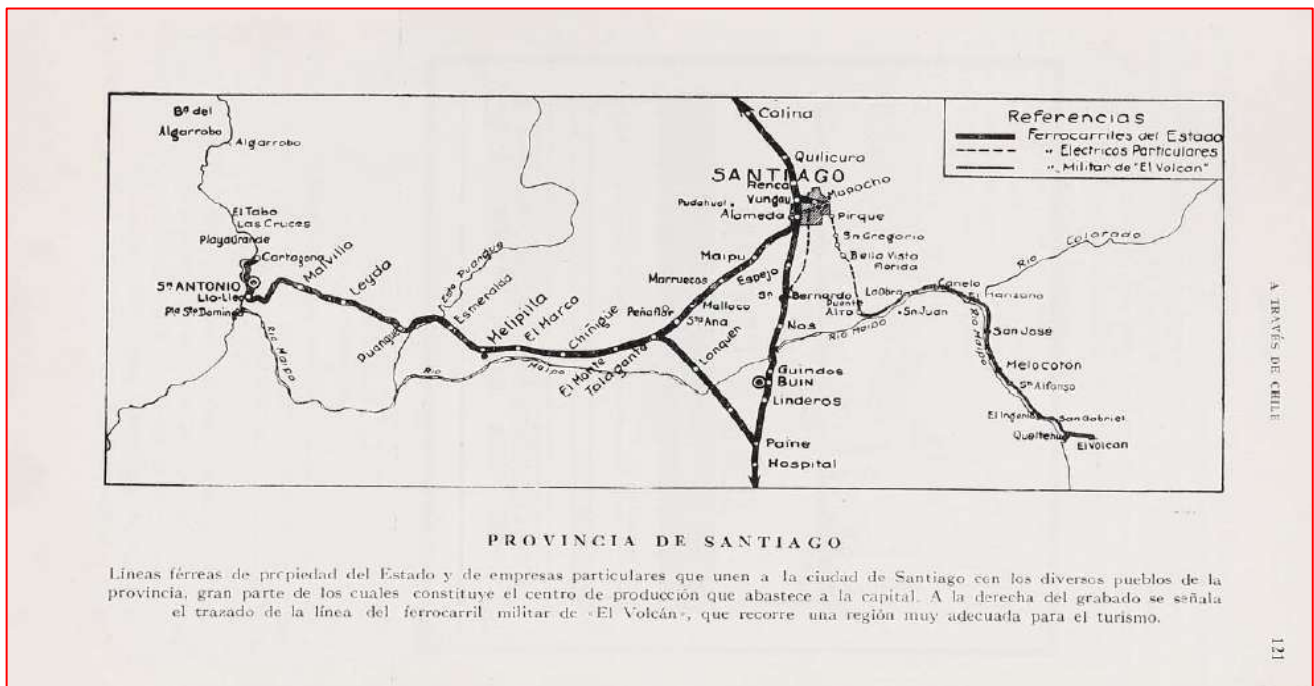 Bª del
Algarrobo
Algarrobo
El Tabo
Las Cruces
Playa Grande
Cartagena
Sⁿ ANTONIO
Llo-Lleo
Pta Sto Domingo
Malvilla
Leyda
Puangue
Esto Puangue
Esmeralda
Melipilla
El Marco
Chiñigue
El Monte
Talagante
Rio Maipo
Rio
Maipo
Colina
Quilicura
SANTIAGO
Renca
Yungay
Mapocho
Pudahuel
Alameda
Pirque
Sn Gregorio
Bella Vista
Florida
Maipu
Espejo
Marruecos
Malloco
Peñaflor
Sta Ana
Lonquen
Sn Bernardo
Nos
Puente
Alto
La Obra
Sn Juan
Canelo
El Manzano
Rio Colorado
Rio Maipo
Rio Maipo
San José
Melocotón
Sn Alfonso
El Ingenio
San Gabriel
Queltehue
El Volcan
Guindos
BUIN
Linderos
Paine
Hospital
Referencias
Ferrocarriles del Estado
" Electricos Particulares
" Militar de "El Volcan"
A TRAVÉS DE CHILE
PROVINCIA DE SANTIAGO
Líneas férreas de propiedad del Estado y de empresas particulares que unen a la ciudad de Santiago con los diversos pueblos de la
provincia, gran parte de los cuales constituye el centro de producción que abastece a la capital. A la derecha del grabado se señala
el trazado de la línea del ferrocarril militar de «El Volcán», que recorre una región muy adecuada para el turismo.
121